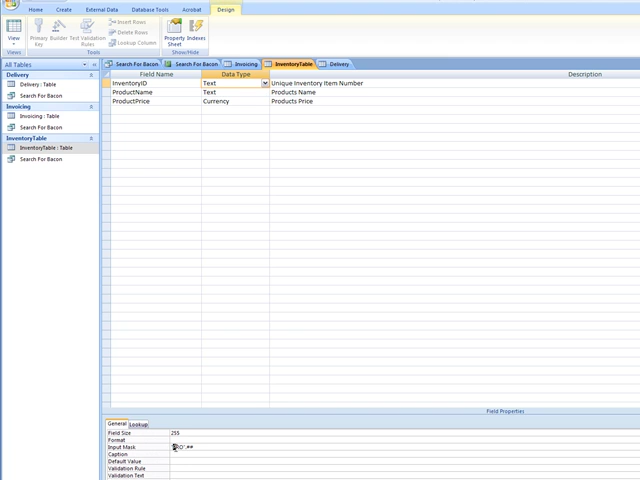 Home Create External Data Database Tools Acrobat Design
View
Primary Key
Builder
Test Validation Rules
Insert Rows
Delete Rows
Lookup Column
Property Sheet
Indexes
Views Tools Show/Hide
All Tables «
Search For Bacon Search For Bacon Invoicing InventoryTable Delivery
Field Name Data Type Description
Delivery
Delivery : Table
Search For Bacon
Invoicing
Invoicing : Table
Search For Bacon
InventoryTable
InventoryTable : Table
Search For Bacon
InventoryID Text Unique Inventory Item Number
ProductName Text Products Name
ProductPrice Currency Products Price
Field Properties
General Lookup
Field Size 255
Format
Input Mask
Caption
Default Value
Validation Rule
Validation Text